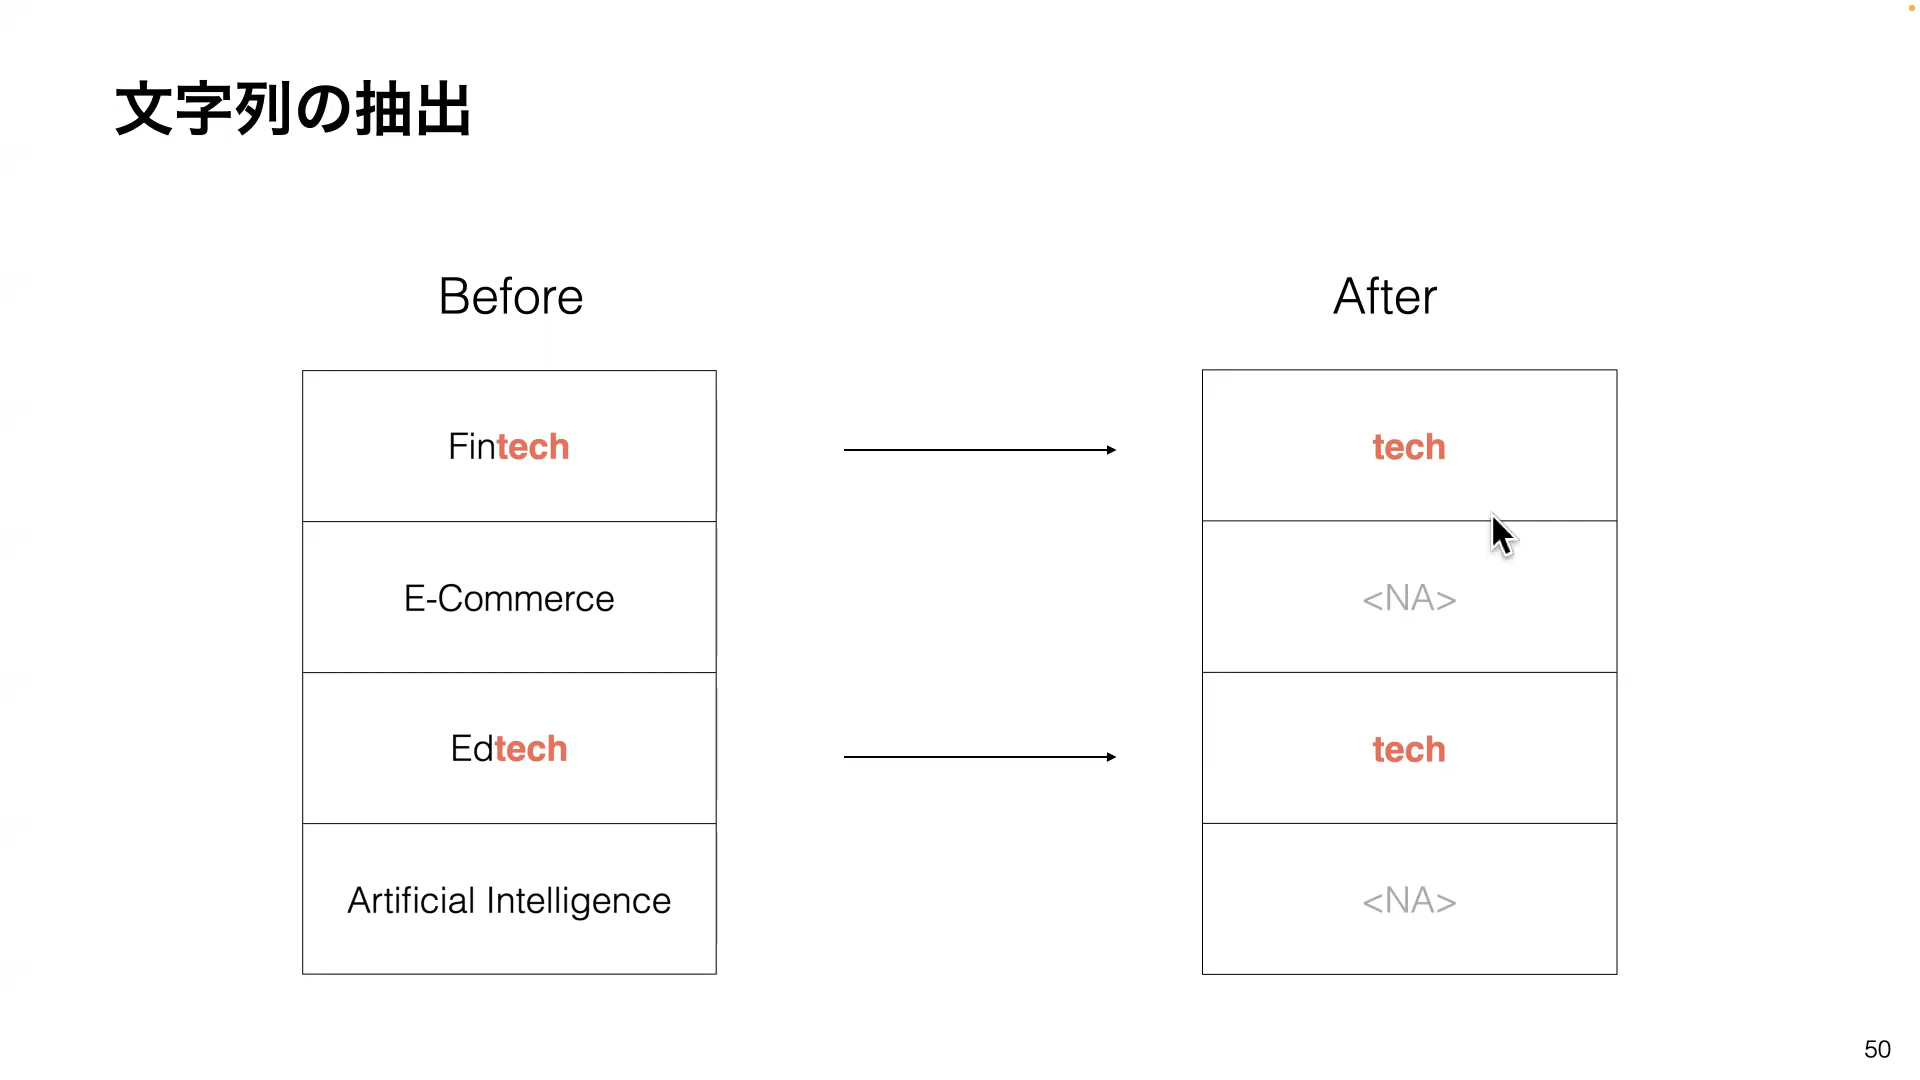 文字列の抽出
Before
After
Fintech
tech
E-Commerce
<NA>
Edtech
tech
Artificial Intelligence
<NA>
50